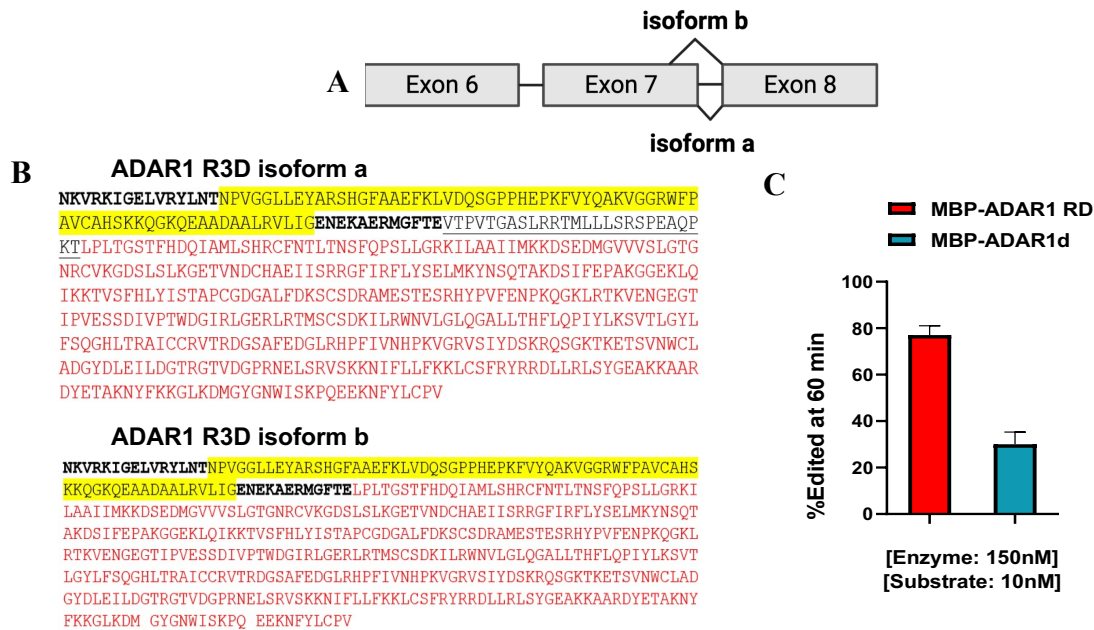 isoform b
A
Exon 6
Exon 7
Exon 8
isoform a
B
ADAR1 R3D isoform a
NKVRKIGELVRYLNTNPVGGLLEYARSHGFAAEFKLVDQSGPPHEPKFVYQAKVGGRWFP
AVCAHSKKQGKQEAADAALRVLIGENEKAERMGFTEVTPVTGASLRRTMLLLSRSPEAQP
KTLPLTGSTFHDQIAMLSHRCFNTLTNSFQPSLLGRKILAAIIMKKDSEDMGVVVSLGTG
NRCVKGDSLSLKGETVNDCHAEIISRRGFIRFLYSELMKYNSQTAKDSIFEPAKGGEKLQ
IKKTVSFHLYISTAPCGDGALFDKSCSDRAMESTESRHYPVFENPKQGKLRTKVENGEGT
IPVESSDIVPTWDGIRLGERLRTMSCSDKILRWNVLGLQGALLTHFLQPIYLKSVTLGYL
FSQGHLTRAICCRVTRDGSAFEDGLRHPFIVNHPKVGRVSIYDSKRQSGKTKETSVNWCL
ADGYDLEILDGTRGTVDGPRNELSRVSKKNIFLLFKKLCSFRYRRDLLRLSYGEAKKAAR
DYETAKNYFKKGLKDMGYGNWISKPQEEKNFYLCPV
ADAR1 R3D isoform b
NKVRKIGELVRYLNTNPVGGLLEYARSHGFAAEFKLVDQSGPPHEPKFVYQAKVGGRWFPAVCAHS
KKQGKQEAADAALRVLIGENEKAERMGFTELPLTGSTFHDQIAMLSHRCFNTLTNSFQPSLLGRKI
LAAIIMKKDSEDMGVVVSLGTGNRCVKGDSLSLKGETVNDCHAEIISRRGFIRFLYSELMKYNSQT
AKDSIFEPAKGGEKLQIKKTVSFHLYISTAPCGDGALFDKSCSDRAMESTESRHYPVFENPKQGKL
RTKVENGEGTIPVESSDIVPTWDGIRLGERLRTMSCSDKILRWNVLGLQGALLTHFLQPIYLKSVT
LGYLFSQGHLTRAICCRVTRDGSAFEDGLRHPFIVNHPKVGRVSIYDSKRQSGKTKETSVNWCLAD
GYDLEILDGTRGTVDGPRNELSRVSKKNIFLLFKKLCSFRYRRDLLRLSYGEAKKAARDYETAKNY
FKKGLKDM GYGNWISKPQ EEKNFYLCPV
C
MBP-ADAR1 RD
MBP-ADAR1d
%Edited at 60 min
100
80
60
40
20
0
[Enzyme: 150nM]
[Substrate: 10nM]